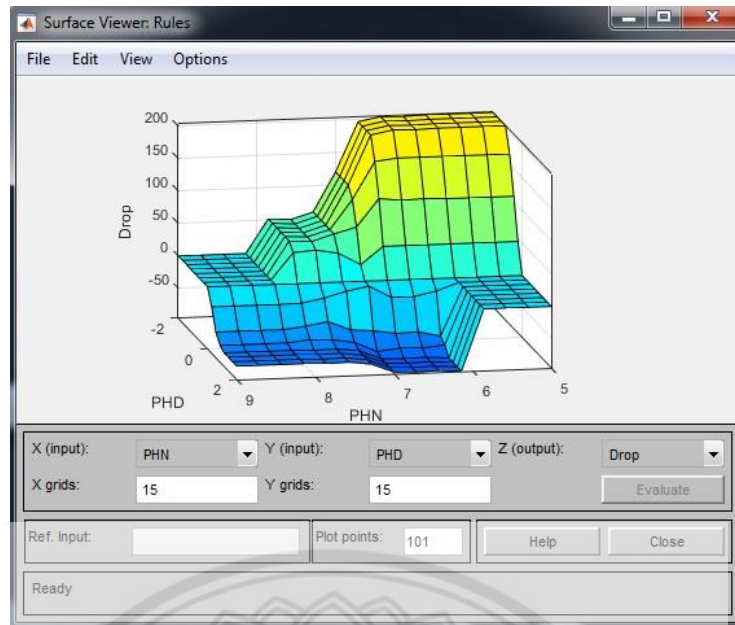 Surface Viewer: Rules
File Edit View Options
200
150
100
50
0
-50
Drop
-2
0
2
PHD
9 8 7 6 5
PHN
X (input): PHN Y (input): PHD Z (output): Drop
X grids: 15 Y grids: 15 Evaluate
Ref. Input: Plot points: 101 Help Close
Ready